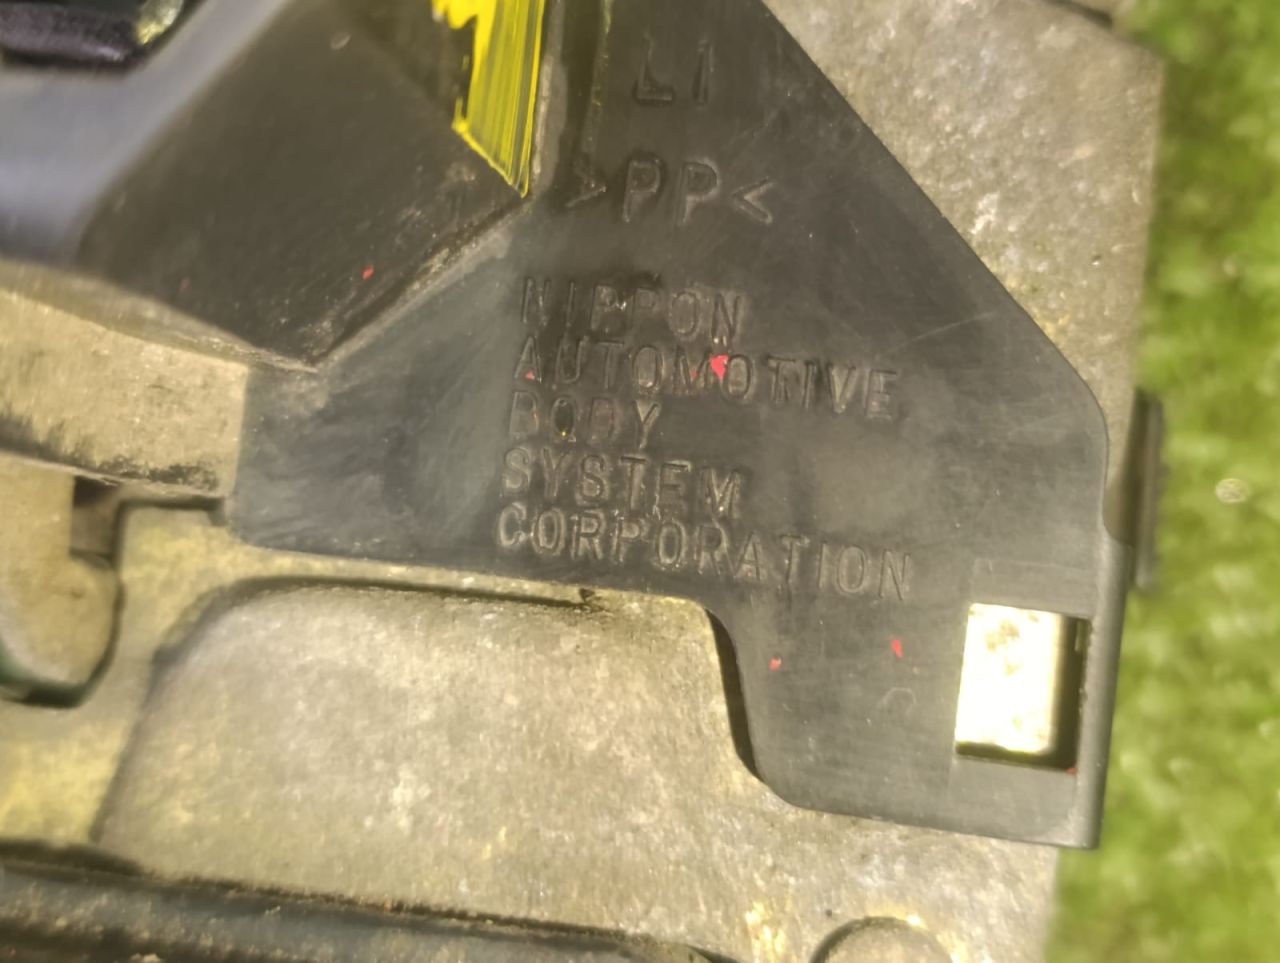 L1
>PP<
NIPPON
AUTOMOTIVE
BODY
SYSTEM
CORPORATION